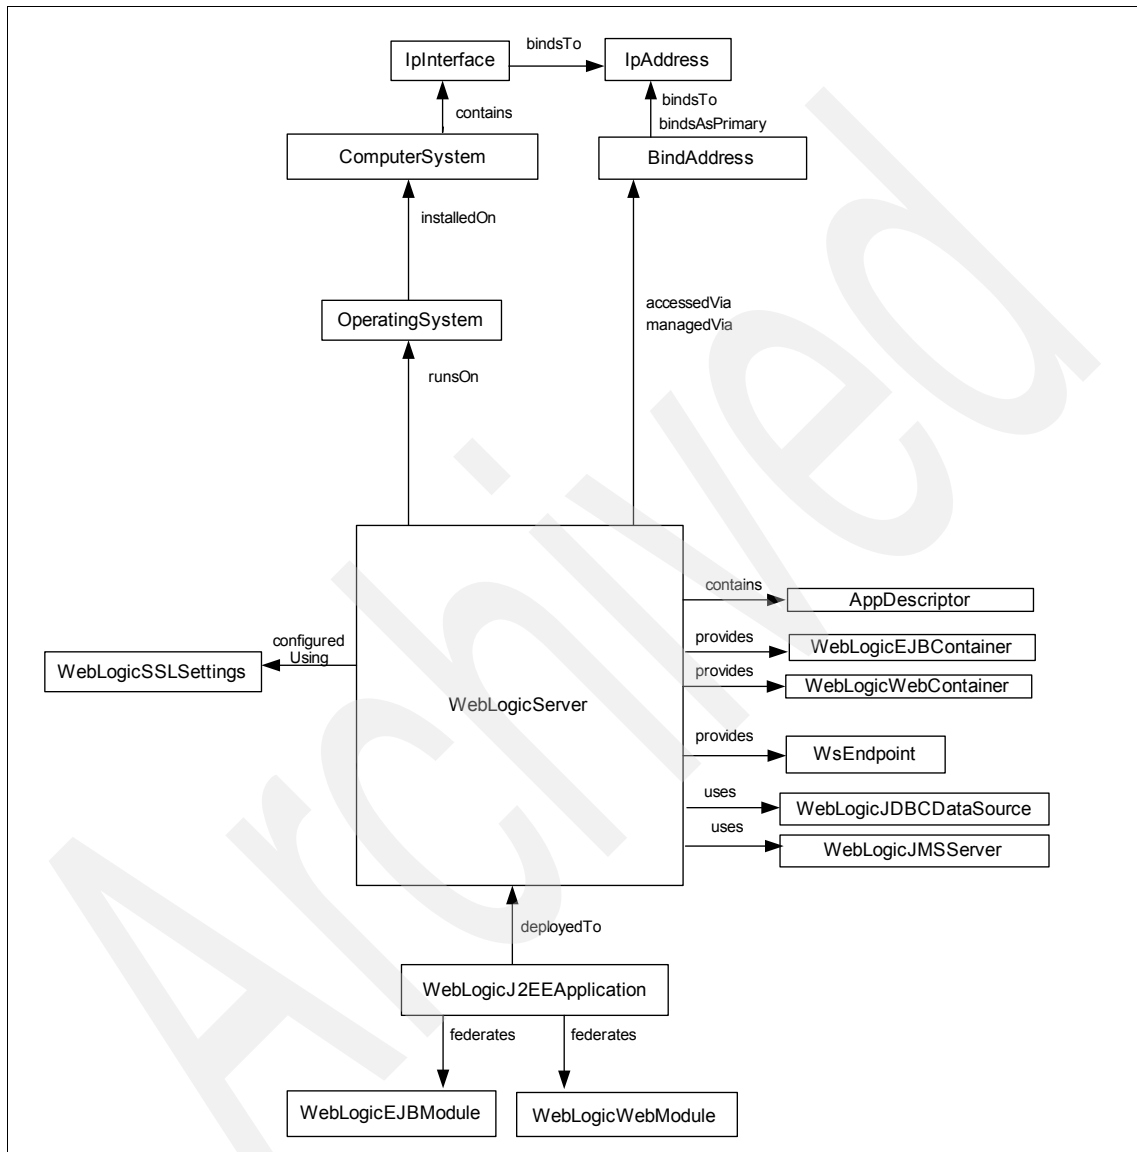 IpInterface
bindsTo
IpAddress
contains
bindsTo
bindsAsPrimary
ComputerSystem
BindAddress
installedOn
OperatingSystem
accessedVia
managedVia
runsOn
contains
AppDescriptor
configured
Using
WebLogicSSLSettings
provides
WebLogicEJBContainer
provides
WebLogicWebContainer
WebLogicServer
provides
WsEndpoint
uses
WebLogicJDBCDataSource
uses
WebLogicJMSServer
deployedTo
WebLogicJ2EEApplication
federates
federates
WebLogicEJBModule
WebLogicWebModule
Archived